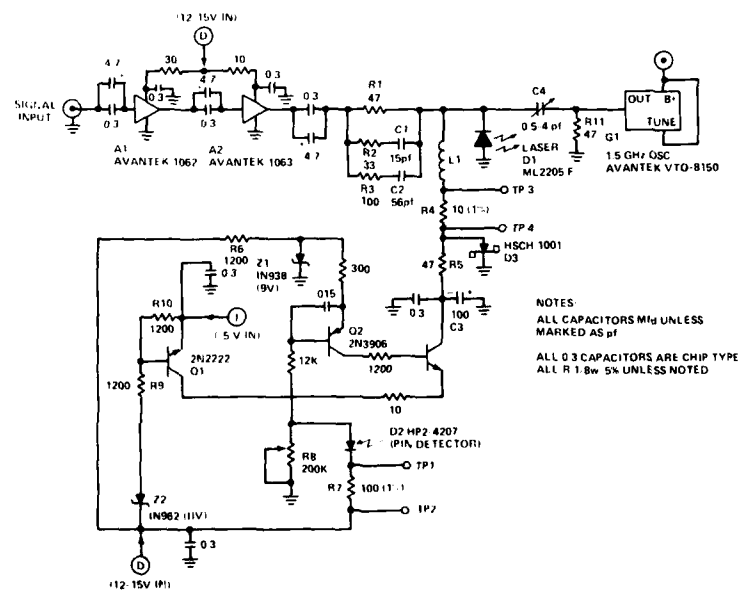 (12-15V IN)
D
4.7
30
10
0.3
4.7
0.3
0.3
SIGNAL
INPUT
0.3
0.3
4.7
A1
AVANTEK 1062
A2
AVANTEK 1063
R1
47
C1
15pf
R2
33
R3
100
C2
56pf
L1
LASER
D1
ML2205 F
C4
0.5-4 pf
R11
47
OUT B+
TUNE
G1
1.5 GHz OSC
AVANTEK VTO-8150
TP 3
R4
10 (1%)
TP 4
47
R5
HSCH 1001
D3
0.3
100
C3
R6
1200
Z1
IN938
(9V)
300
0.3
.015
R10
1200
I
(-5 V IN)
Q2
2N3906
2N2222
Q1
12K
1200
1200
R9
10
R8
200K
D2 HP2-4207
(PIN DETECTOR)
TP1
R7
100 (1%)
TP2
Z2
IN962 (11V)
0.3
D
(12-15V IN)
NOTES:
ALL CAPACITORS Mfd UNLESS
MARKED AS pf
ALL 0.3 CAPACITORS ARE CHIP TYPE
ALL R 1/8w 5% UNLESS NOTED